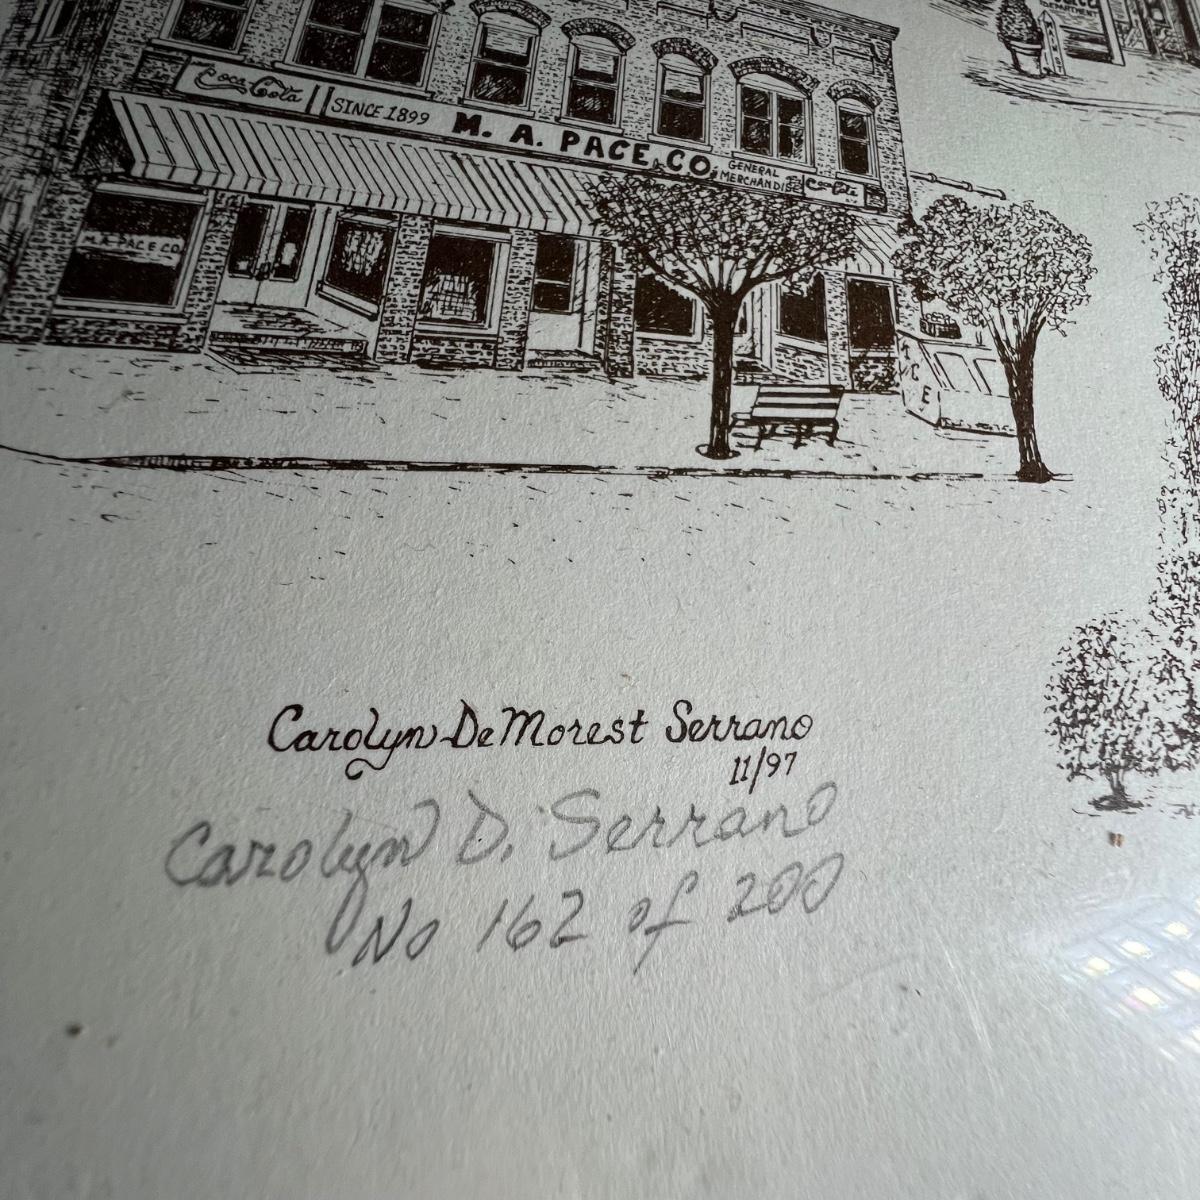 Coca-Cola
SINCE 1899
M. A. PACE CO.
GENERAL
MERCHANDISE
Coca-Cola
M.A. PACE CO.
ICE
Carolyn DeMorest Serrano
11/97
Carolyn D. Serrano
No 162 of 200